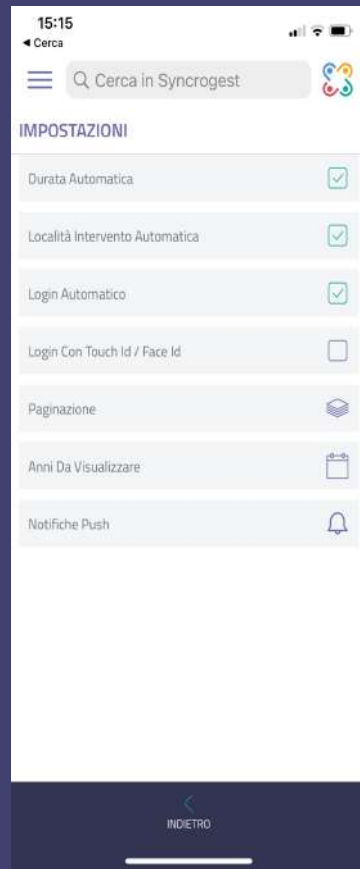 15:15
◀ Cerca
Cerca in Syncrogest
IMPOSTAZIONI
Durata Automatica
Località Intervento Automatica
Login Automatico
Login Con Touch Id / Face Id
Paginazione
Anni Da Visualizzare
Notifiche Push
INDIETRO